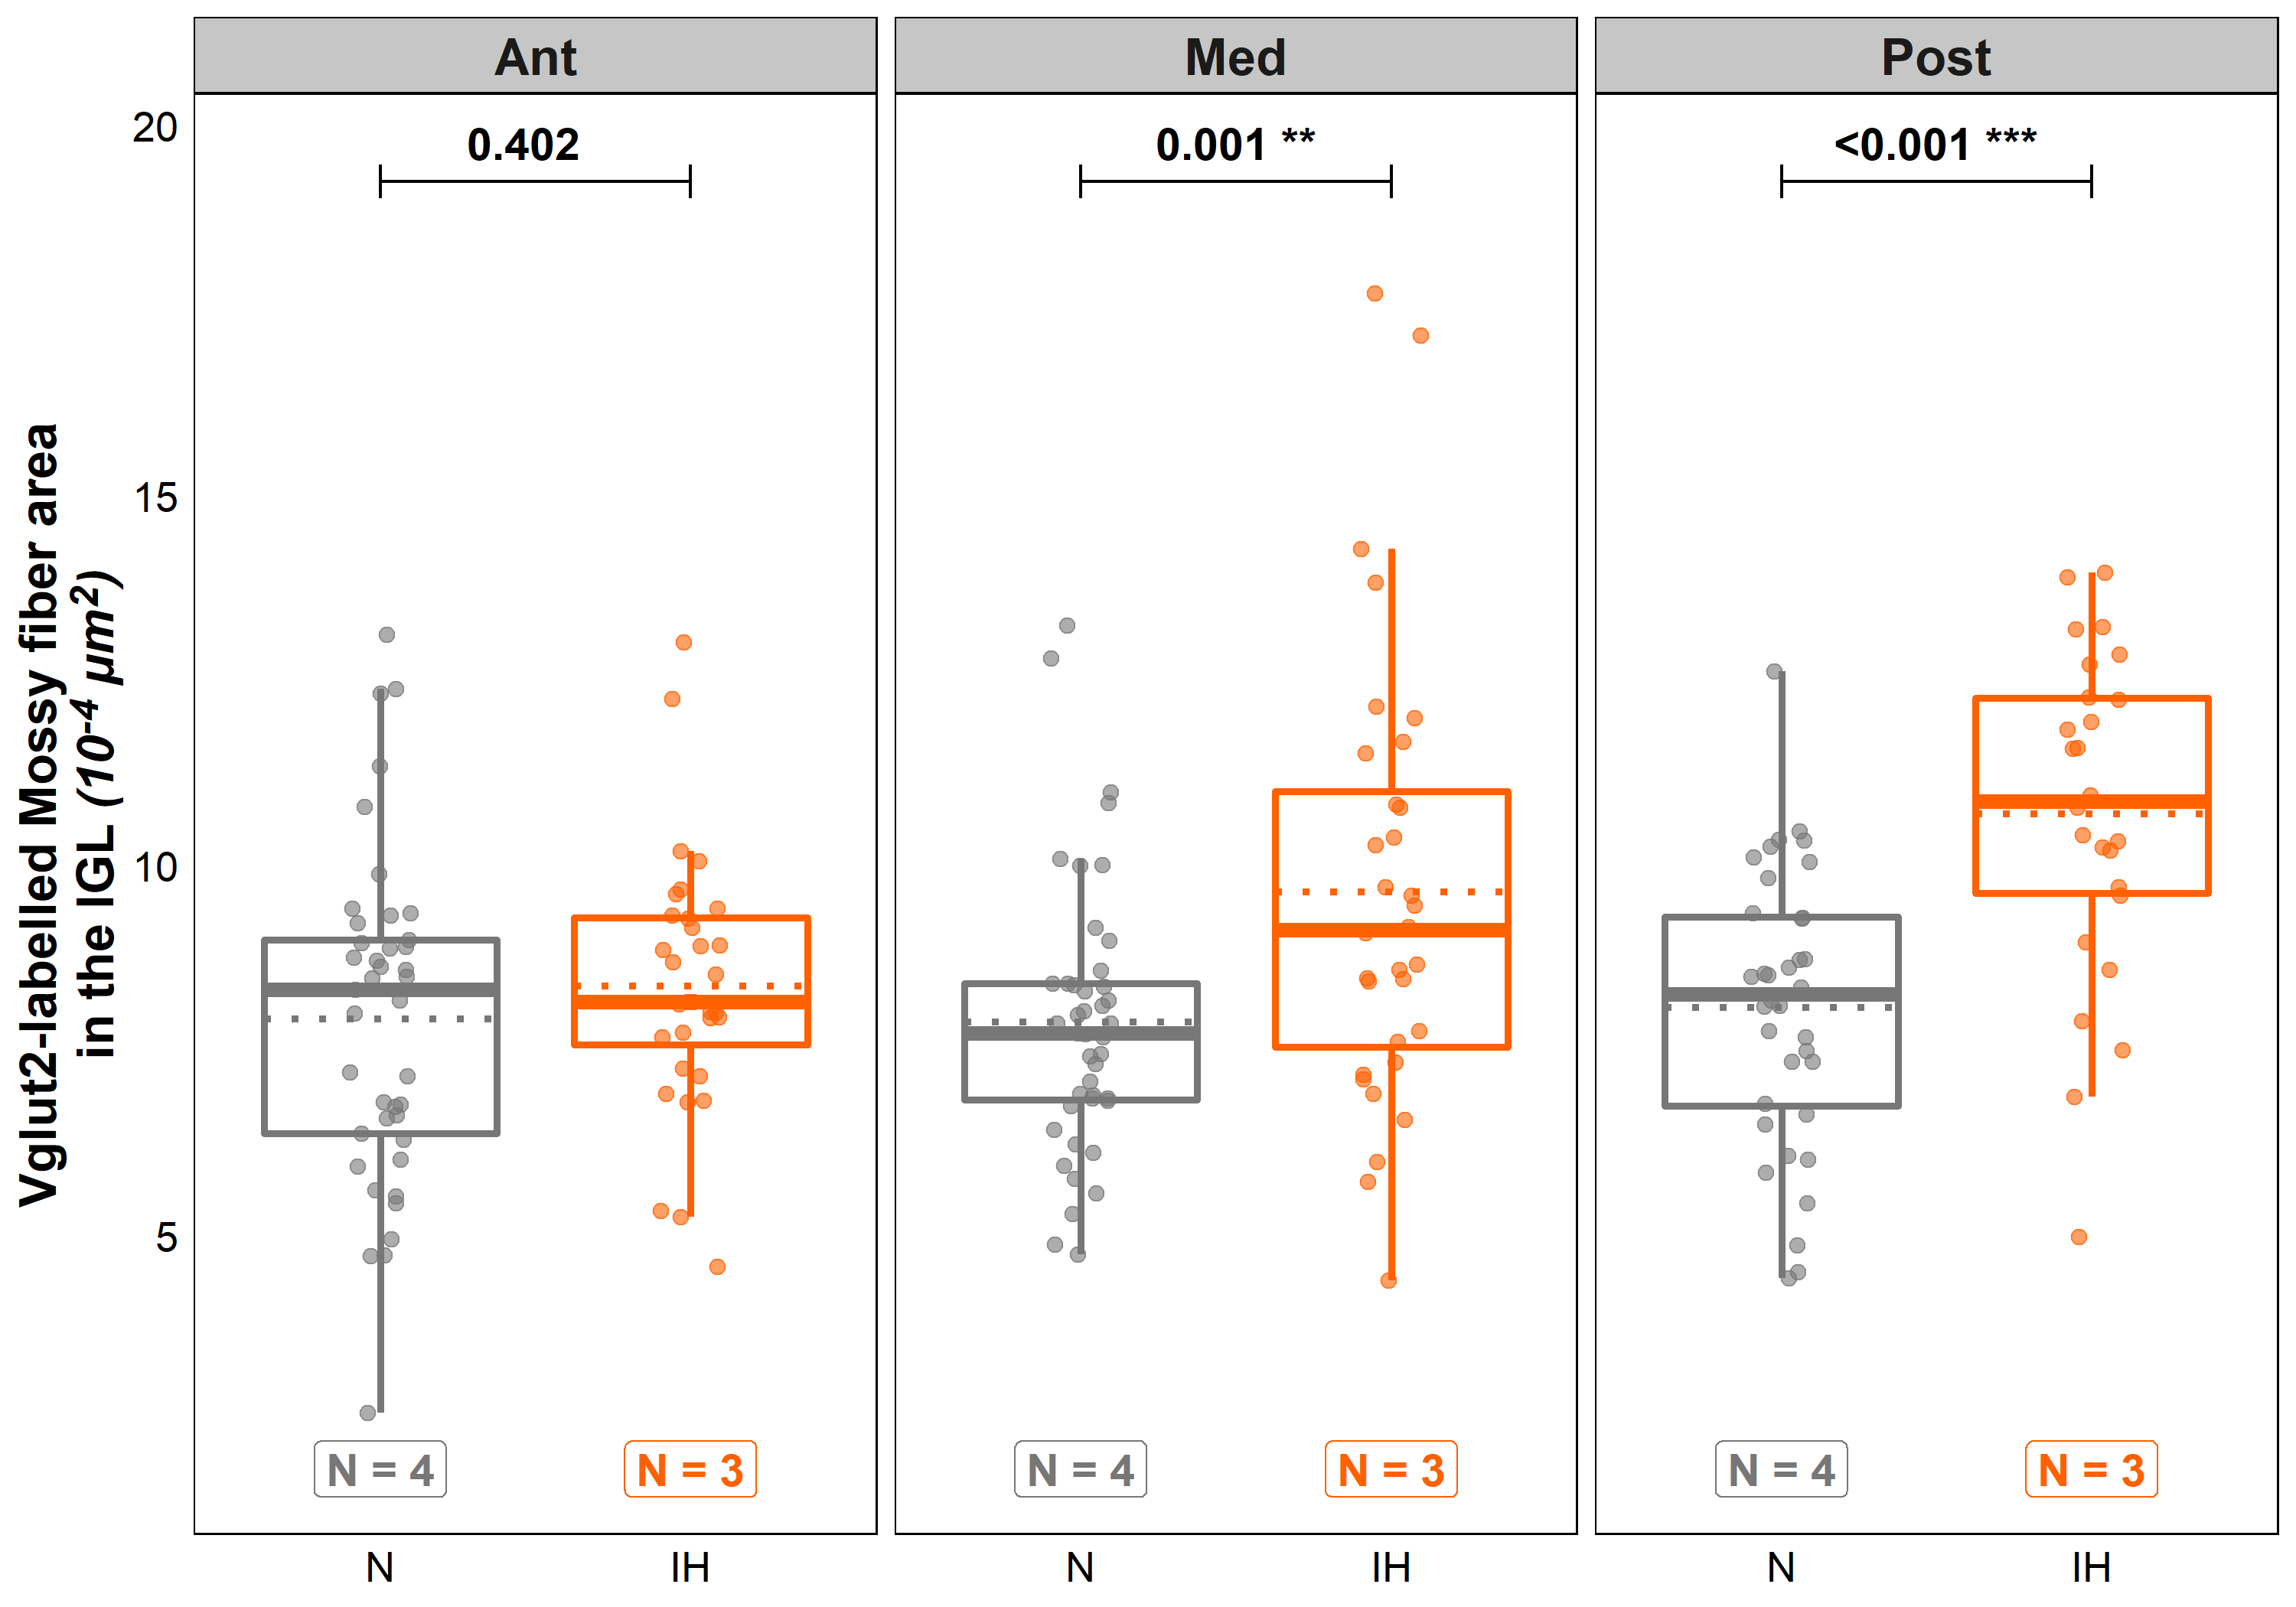 Ant
Med
Post
0.402
0.001 **
<0.001 ***
20
15
10
5
Vglut2-labelled Mossy fiber area
in the IGL (10⁻⁴ µm²)
N = 4
N = 3
N = 4
N = 3
N = 4
N = 3
N
IH
N
IH
N
IH